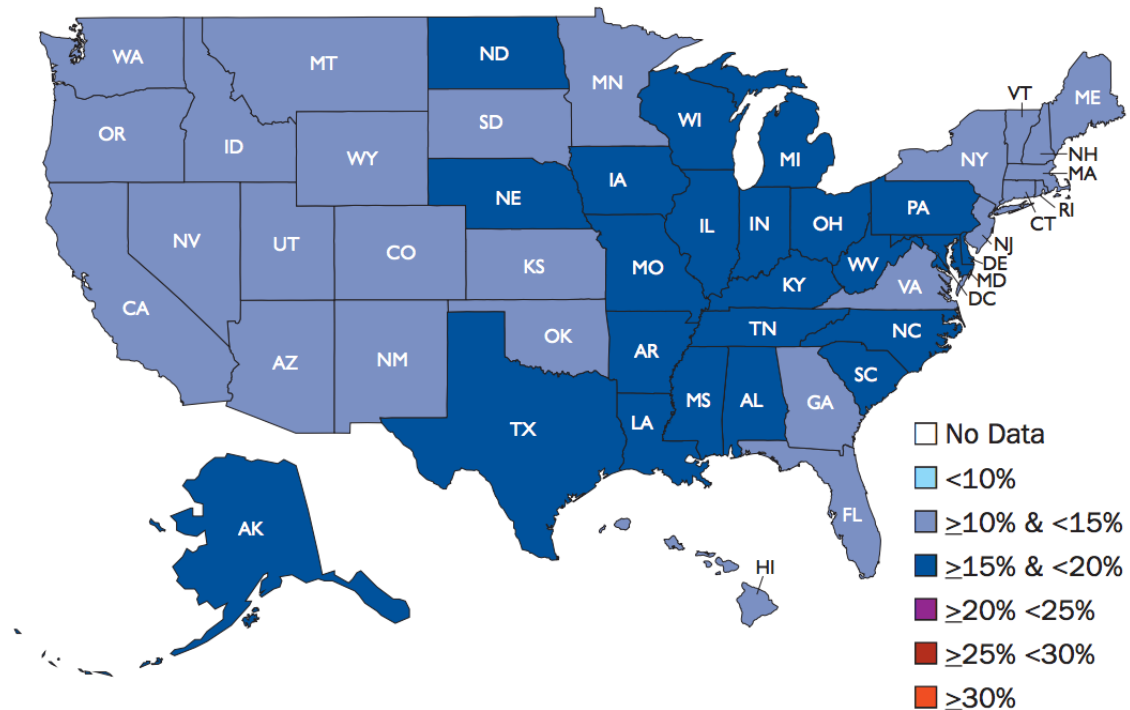 WA
MT
ND
MN
VT
ME
OR
ID
SD
WI
NY
WY
MI
NH
MA
IA
NE
PA
RI
CT
NV
UT
IL
IN
OH
NJ
CO
KS
MO
WV
DE
MD
KY
VA
DC
CA
OK
TN
NC
AZ
NM
AR
SC
MS
AL
GA
LA
TX
No Data
<10%
FL
≥10% & <15%
AK
≥15% & <20%
HI
≥20% <25%
≥25% <30%
≥30%